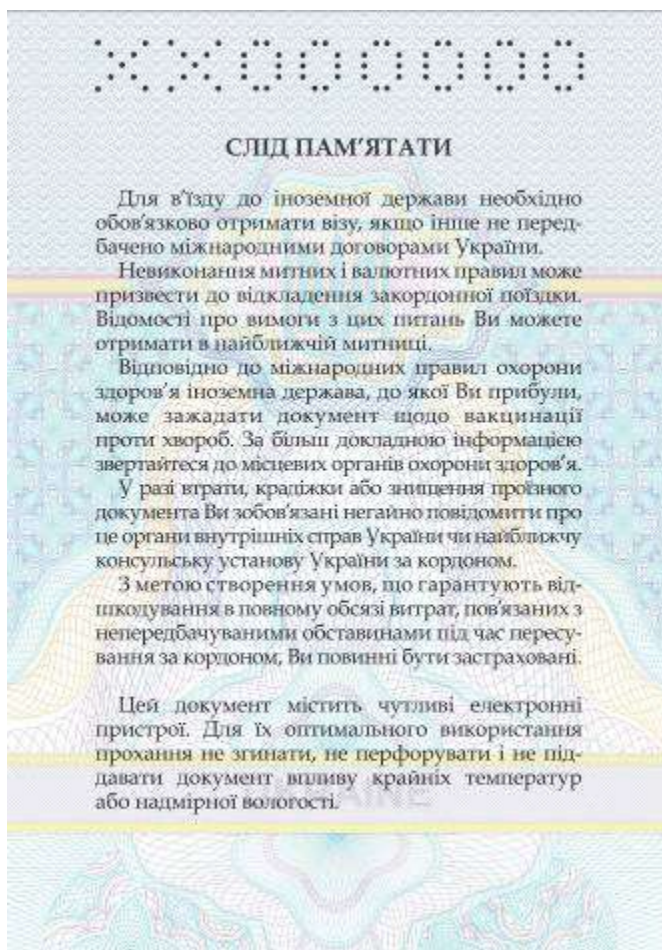 XX000000
СЛІД ПАМ’ЯТАТИ
Для в’їзду до іноземної держави необхідно
обов’язково отримати візу, якщо інше не перед-
бачено міжнародними договорами України.
Невиконання митних і валютних правил може
призвести до відкладення закордонної поїздки.
Відомості про вимоги з цих питань Ви можете
отримати в найближчій митниці.
Відповідно до міжнародних правил охорони
здоров’я іноземна держава, до якої Ви прибули,
може зажадати документ щодо вакцинації
проти хвороб. За більш докладною інформацією
звертайтеся до місцевих органів охорони здоров’я.
У разі втрати, крадіжки або знищення проїзного
документа Ви зобов’язані негайно повідомити про
це органи внутрішніх справ України чи найближчу
консульську установу України за кордоном.
З метою створення умов, що гарантують від-
шкодування в повному обсязі витрат, пов’язаних з
непередбачуваними обставинами під час пересу-
вання за кордоном, Ви повинні бути застраховані.
Цей документ містить чутливі електронні
пристрої. Для їх оптимального використання
прохання не згинати, не перфорувати і не під-
давати документ впливу крайніх температур
або надмірної вологості.
UKRAINE